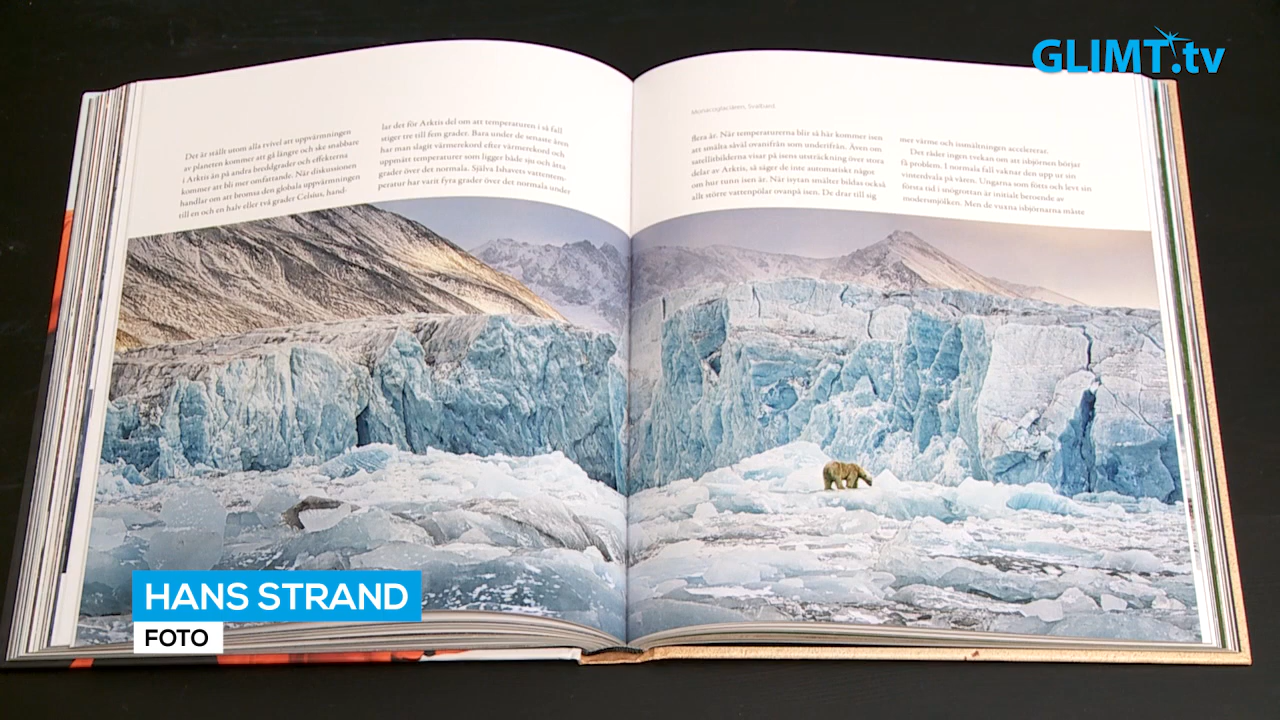 GLIMT.tv
Det är ställt utom alla tvivel att uppvärmningen
av planeten kommer att gå längre och ske snabbare
i Arktis än på andra breddgrader och effekterna
kommer att bli mer omfattande. När diskussionen
handlar om att bromsa den globala uppvärmningen
till en och en halv eller två grader Celsius, hand-
lar det för Arktis del om att temperaturen i så fall
stiger tre till fem grader. Bara under de senaste åren
har man slagit värmerekord efter värmerekord och
uppmätt temperaturer som ligger både sju och åtta
grader över det normala. Själva Ishavets vattentem-
peratur har varit fyra grader över det normala under
Monacoglaciären, Svalbard.
flera år. När temperaturerna blir så här kommer isen
att smälta såväl ovanifrån som underifrån. Även om
satellitbilderna visar på isens utsträckning över stora
delar av Arktis, så säger de inte automatiskt något
om hur tunn isen är. När isytan smälter bildas också
allt större vattenpölar ovanpå isen. De drar till sig
mer värme och issmältningen accelererar.
Det råder ingen tvekan om att isbjörnen börjar
få problem. I normala fall vaknar den upp ur sin
vinterdvala på våren. Ungarna som fötts och levt sin
första tid i snögrottan är initialt beroende av
modersmjölken. Men de vuxna isbjörnarna måste
HANS STRAND
FOTO